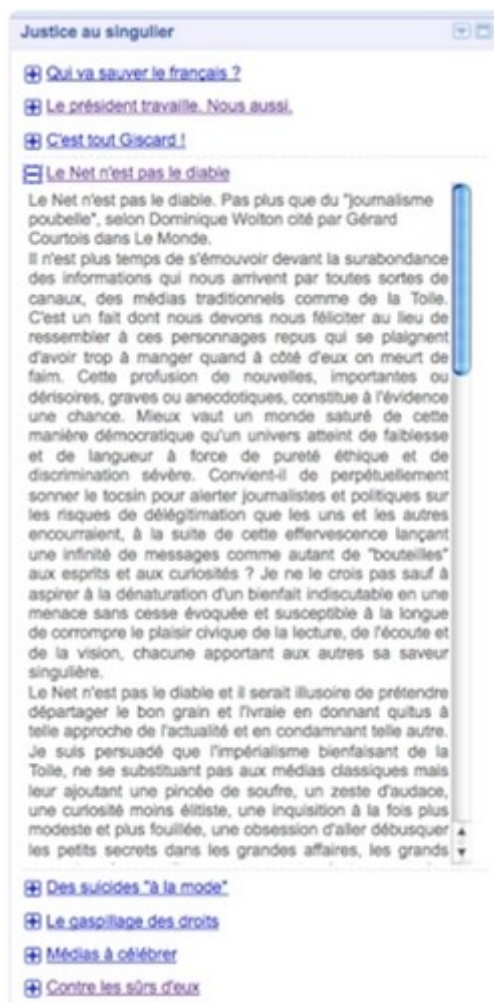 Justice au singulier
Qui va sauver le français ?
Le président travaille. Nous aussi.
C'est tout Giscard !
Le Net n'est pas le diable
Le Net n'est pas le diable. Pas plus que du "journalisme
poubelle", selon Dominique Wolton cité par Gérard
Courtois dans Le Monde.
Il n'est plus temps de s'émouvoir devant la surabondance
des informations qui nous arrivent par toutes sortes de
canaux, des médias traditionnels comme de la Toile.
C'est un fait dont nous devons nous féliciter au lieu de
ressembler à ces personnages repus qui se plaignent
d'avoir trop à manger quand à côté d'eux on meurt de
faim. Cette profusion de nouvelles, importantes ou
dérisoires, graves ou anecdotiques, constitue à l'évidence
une chance. Mieux vaut un monde saturé de cette
manière démocratique qu'un univers atteint de faiblesse
et de langueur à force de pureté éthique et de
discrimination sévère. Convient-il de perpétuellement
sonner le tocsin pour alerter journalistes et politiques sur
les risques de délégitimation que les uns et les autres
encourraient, à la suite de cette effervescence lançant
une infinité de messages comme autant de "bouteilles"
aux esprits et aux curiosités ? Je ne le crois pas sauf à
aspirer à la dénaturation d'un bienfait indiscutable en une
menace sans cesse évoquée et susceptible à la longue
de corrompre le plaisir civique de la lecture, de l'écoute et
de la vision, chacune apportant aux autres sa saveur
singulière.
Le Net n'est pas le diable et il serait illusoire de prétendre
départager le bon grain et l'ivraie en donnant quitus à
telle approche de l'actualité et en condamnant telle autre.
Je suis persuadé que l'impérialisme bienfaisant de la
Toile, ne se substituant pas aux médias classiques mais
leur ajoutant une pincée de soufre, un zeste d'audace,
une curiosité moins élitiste, une inquisition à la fois plus
modeste et plus fouillée, une obsession d'aller débusquer
les petits secrets dans les grandes affaires, les grands
Des suicides "à la mode"
Le gaspillage des droits
Médias à célébrer
Contre les sûrs d'eux